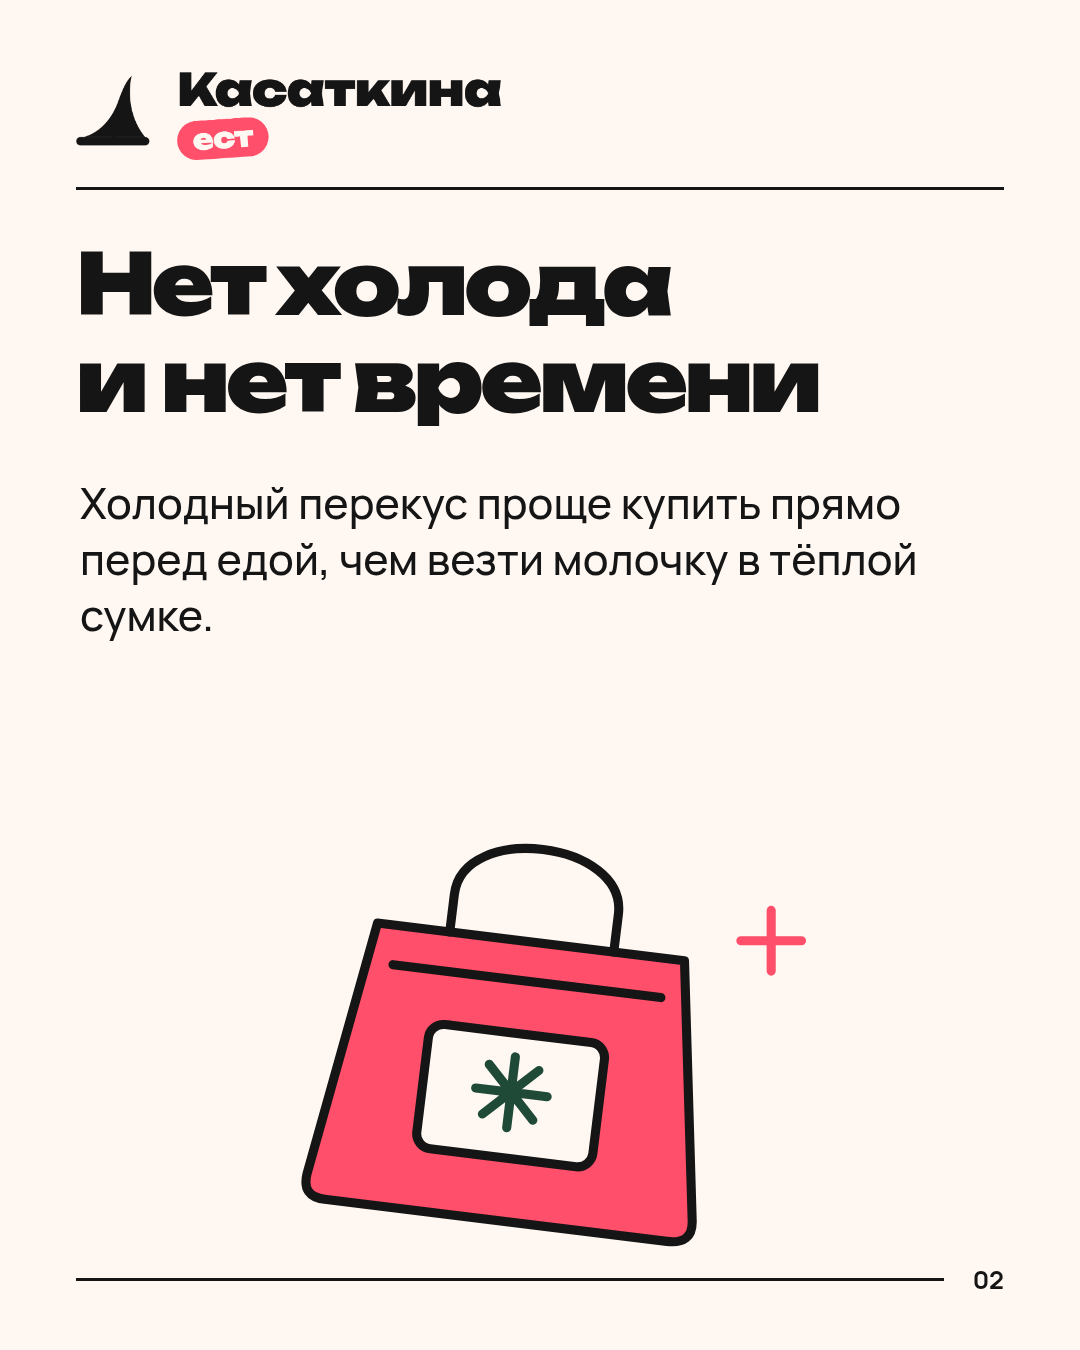 Касаткина
ест
Нет холода
и нет времени
Холодный перекус проще купить прямо
перед едой, чем везти молочку в тёплой
сумке.
02